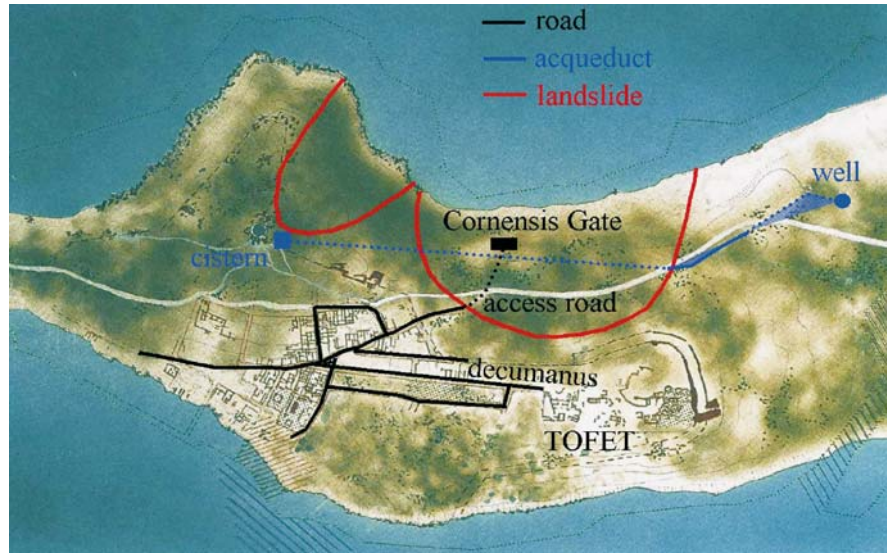 road
acqueduct
landslide
well
Cornensis Gate
cistern
access road
decumanus
TOFET